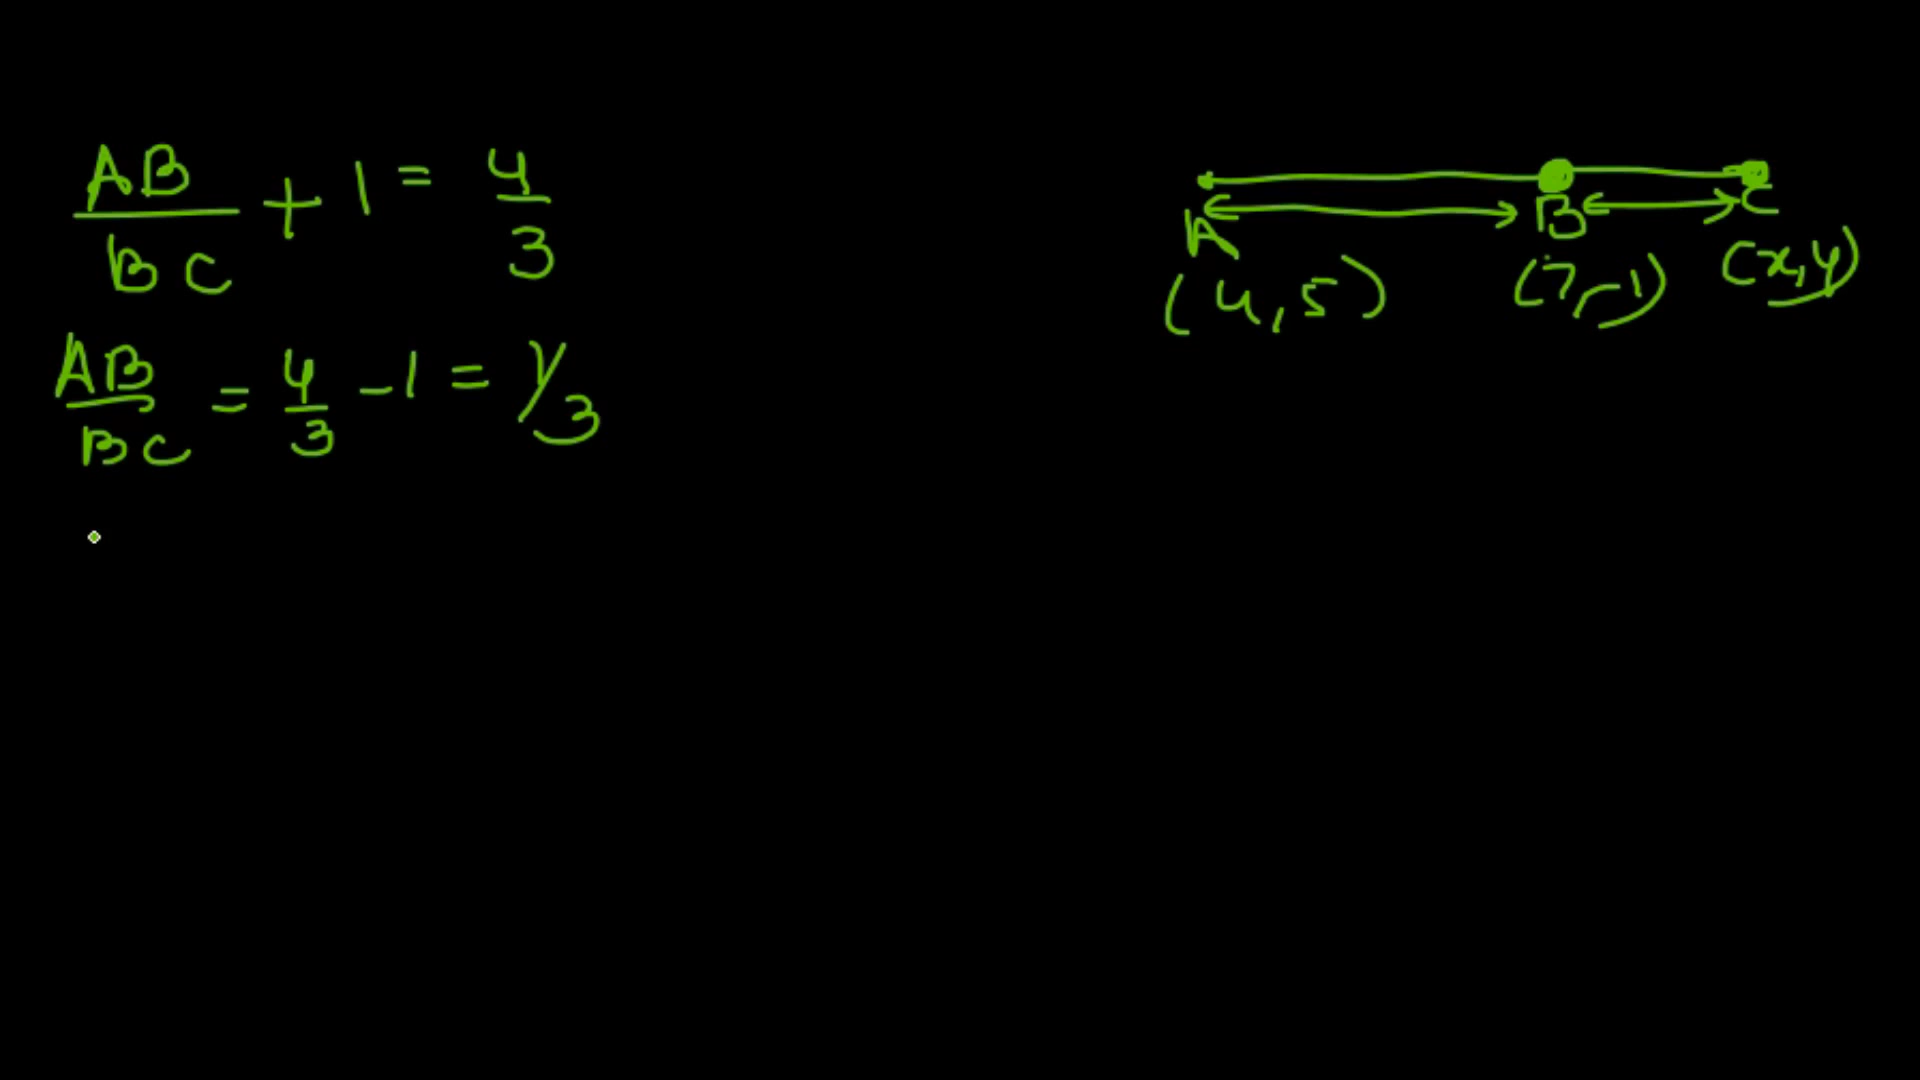 AB/BC + 1 = 4/3
AB/BC = 4/3 - 1 = 1/3
A B C
(4, 5) (7, -1) (x, y)